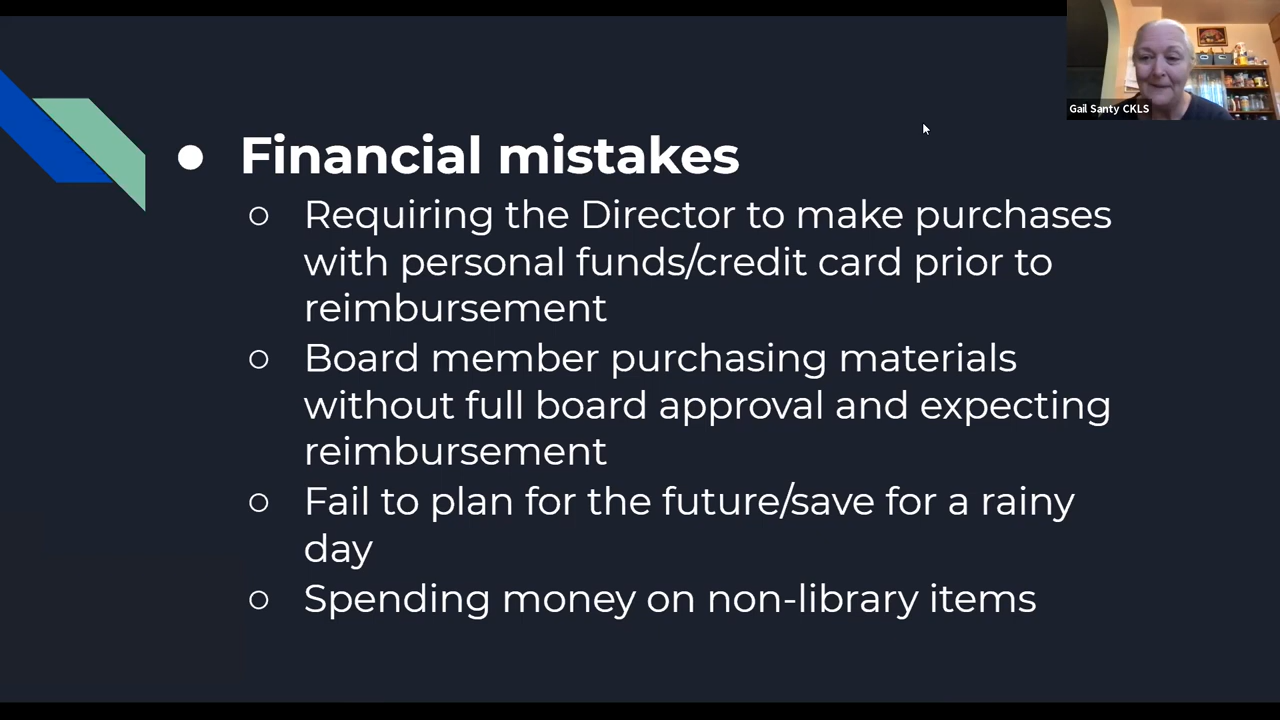 Gail Santy CKLS
● Financial mistakes
○ Requiring the Director to make purchases
with personal funds/credit card prior to
reimbursement
○ Board member purchasing materials
without full board approval and expecting
reimbursement
○ Fail to plan for the future/save for a rainy
day
○ Spending money on non-library items